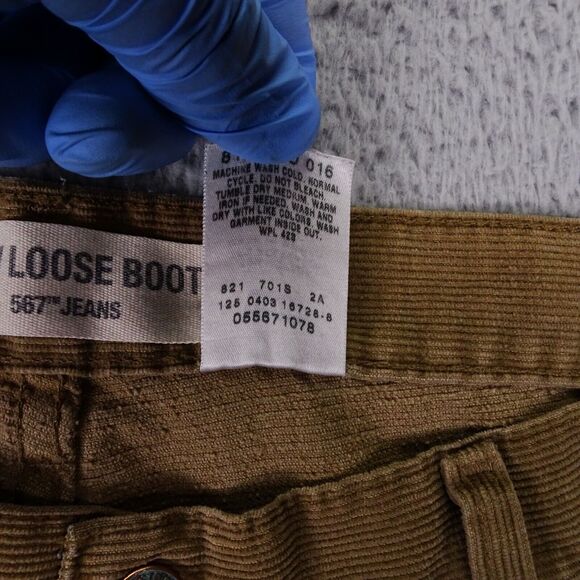 016
MACHINE WASH COLD, NORMAL
CYCLE. DO NOT BLEACH.
TUMBLE DRY MEDIUM. WARM
IRON IF NEEDED. WASH AND
DRY WITH LIKE COLORS. WASH
GARMENT INSIDE OUT.
WPL 423
821 701S 2A
125 0403 16728-8
055671078
LOOSE BOOT
567™ JEANS